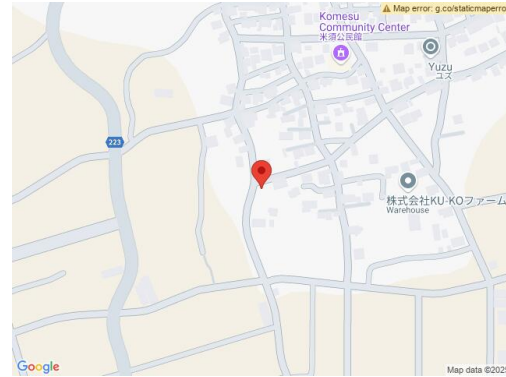 Map error: g.co/staticmaperro
Komesu
Community Center
米須公民館
Yuzu
ユズ
223
株式会社KU-KOファーム
Warehouse
Google
Map data ©2025